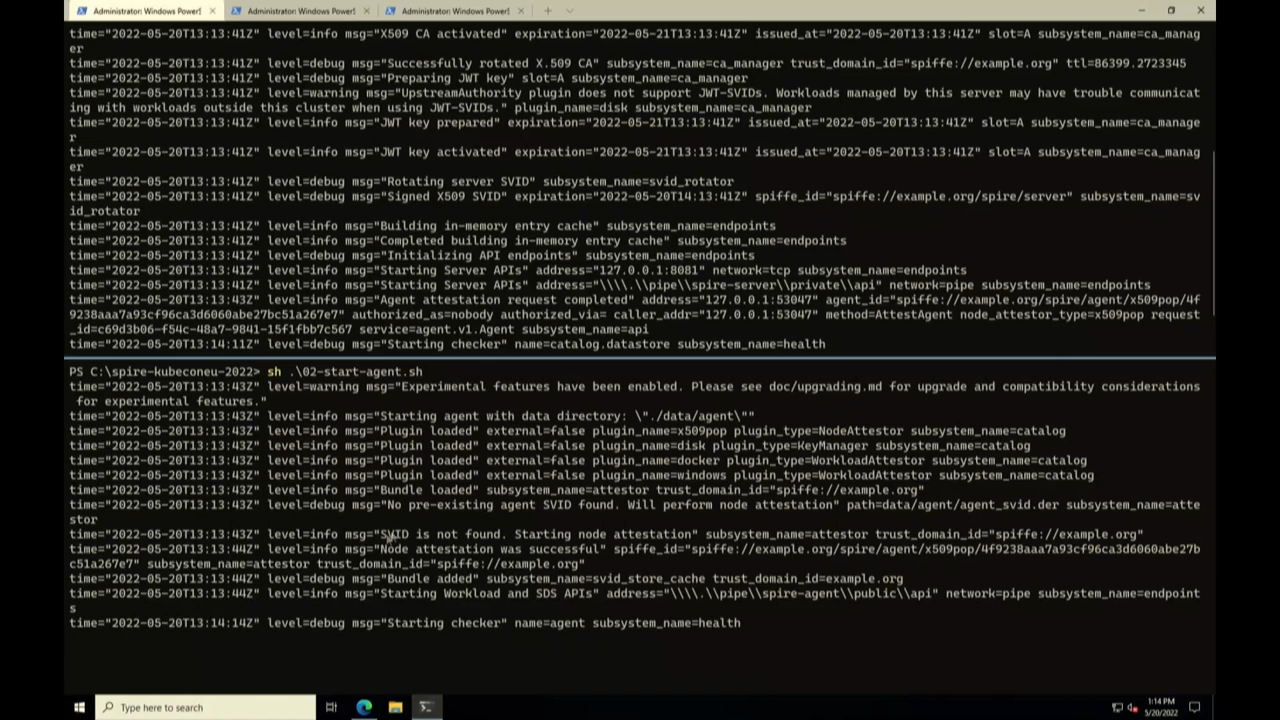 Administrator: Windows PowerS
Administrator: Windows PowerS
Administrator: Windows PowerS
time="2022-05-20T13:13:41Z" level=info msg="X509 CA activated" expiration="2022-05-21T13:13:41Z" issued_at="2022-05-20T13:13:41Z" slot=A subsystem_name=ca_manag
er
time="2022-05-20T13:13:41Z" level=debug msg="Successfully rotated X.509 CA" subsystem_name=ca_manager trust_domain_id="spiffe://example.org" ttl=86399.2723345
time="2022-05-20T13:13:41Z" level=debug msg="Preparing JWT key" slot=A subsystem_name=ca_manager
time="2022-05-20T13:13:41Z" level=warning msg="UpstreamAuthority plugin does not support JWT-SVIDs. Workloads managed by this server may have trouble communicat
ing with workloads outside this cluster when using JWT-SVIDs." plugin_name=disk subsystem_name=ca_manager
time="2022-05-20T13:13:41Z" level=info msg="JWT key prepared" expiration="2022-05-21T13:13:41Z" issued_at="2022-05-20T13:13:41Z" slot=A subsystem_name=ca_manage
r
time="2022-05-20T13:13:41Z" level=info msg="JWT key activated" expiration="2022-05-21T13:13:41Z" issued_at="2022-05-20T13:13:41Z" slot=A subsystem_name=ca_manag
er
time="2022-05-20T13:13:41Z" level=debug msg="Rotating server SVID" subsystem_name=svid_rotator
time="2022-05-20T13:13:41Z" level=debug msg="Signed X509 SVID" expiration="2022-05-20T14:13:41Z" spiffe_id="spiffe://example.org/spire/server" subsystem_name=sv
id_rotator
time="2022-05-20T13:13:41Z" level=info msg="Building in-memory entry cache" subsystem_name=endpoints
time="2022-05-20T13:13:41Z" level=info msg="Completed building in-memory entry cache" subsystem_name=endpoints
time="2022-05-20T13:13:41Z" level=debug msg="Initializing API endpoints" subsystem_name=endpoints
time="2022-05-20T13:13:41Z" level=info msg="Starting Server APIs" address="127.0.0.1:8081" network=tcp subsystem_name=endpoints
time="2022-05-20T13:13:41Z" level=info msg="Starting Server APIs" address="\\\\.\\pipe\\spire-server\\private\\api" network=pipe subsystem_name=endpoints
time="2022-05-20T13:13:44Z" level=info msg="Agent attestation request completed" address="127.0.0.1:53047" agent_id="spiffe://example.org/spire/agent/x509pop/4f
9238aaa7a93cf96ca3d6060abe27bc51a267e7" authorized_as=nobody authorized_via= caller_addr="127.0.0.1:53047" method=AttestAgent node_attestor_type=x509pop request
_id=c69d3b06-f54c-48a7-9841-15f1fbb7c567 service=agent.v1.Agent subsystem_name=api
time="2022-05-20T13:14:11Z" level=debug msg="Starting checker" name=catalog.datastore subsystem_name=health
PS C:\spire-kubeconeu-2022> sh .\02-start-agent.sh
time="2022-05-20T13:13:43Z" level=warning msg="Experimental features have been enabled. Please see doc/upgrading.md for upgrade and compatibility considerations
for experimental features."
time="2022-05-20T13:13:43Z" level=info msg="Starting agent with data directory: \"./data/agent\""
time="2022-05-20T13:13:43Z" level=info msg="Plugin loaded" external=false plugin_name=x509pop plugin_type=NodeAttestor subsystem_name=catalog
time="2022-05-20T13:13:43Z" level=info msg="Plugin loaded" external=false plugin_name=disk plugin_type=KeyManager subsystem_name=catalog
time="2022-05-20T13:13:43Z" level=info msg="Plugin loaded" external=false plugin_name=docker plugin_type=WorkloadAttestor subsystem_name=catalog
time="2022-05-20T13:13:43Z" level=info msg="Plugin loaded" external=false plugin_name=windows plugin_type=WorkloadAttestor subsystem_name=catalog
time="2022-05-20T13:13:43Z" level=info msg="Bundle loaded" subsystem_name=attestor trust_domain_id="spiffe://example.org"
time="2022-05-20T13:13:43Z" level=debug msg="No pre-existing agent SVID found. Will perform node attestation" path=data/agent/agent_svid.der subsystem_name=atte
stor
time="2022-05-20T13:13:43Z" level=info msg="SVID is not found. Starting node attestation" subsystem_name=attestor trust_domain_id="spiffe://example.org"
time="2022-05-20T13:13:44Z" level=info msg="Node attestation was successful" spiffe_id="spiffe://example.org/spire/agent/x509pop/4f9238aaa7a93cf96ca3d6060abe27b
c51a267e7" subsystem_name=attestor trust_domain_id="spiffe://example.org"
time="2022-05-20T13:13:44Z" level=debug msg="Bundle added" subsystem_name=svid_store_cache trust_domain_id=example.org
time="2022-05-20T13:13:44Z" level=info msg="Starting Workload and SDS APIs" address="\\\\.\\pipe\\spire-agent\\public\\api" network=pipe subsystem_name=endpoint
s
time="2022-05-20T13:14:14Z" level=debug msg="Starting checker" name=agent subsystem_name=health
Type here to search
1:14 PM
5/20/2022